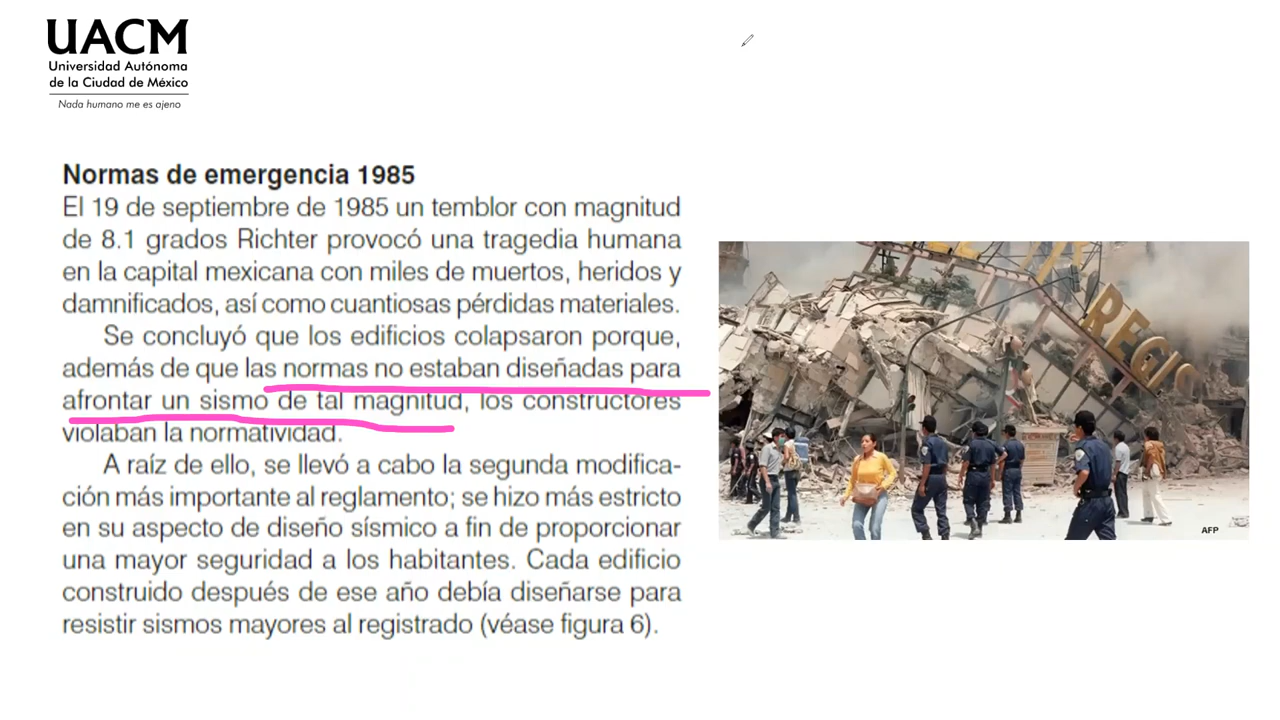 UACM
Universidad Autónoma
de la Ciudad de México
Nada humano me es ajeno
Normas de emergencia 1985
El 19 de septiembre de 1985 un temblor con magnitud
de 8.1 grados Richter provocó una tragedia humana
en la capital mexicana con miles de muertos, heridos y
damnificados, así como cuantiosas pérdidas materiales.
Se concluyó que los edificios colapsaron porque,
además de que las normas no estaban diseñadas para
afrontar un sismo de tal magnitud, los constructores
violaban la normatividad.
A raíz de ello, se llevó a cabo la segunda modifica-
ción más importante al reglamento; se hizo más estricto
en su aspecto de diseño sísmico a fin de proporcionar
una mayor seguridad a los habitantes. Cada edificio
construido después de ese año debía diseñarse para
resistir sismos mayores al registrado (véase figura 6).
REGIS
AFP